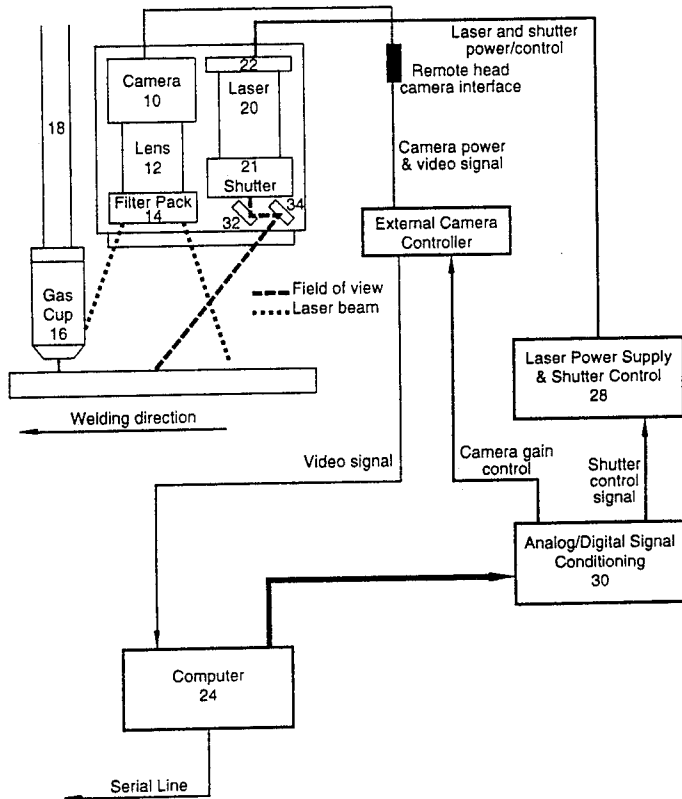 Laser and shutter
power/control
22
Camera
10
Laser
20
Remote head
camera interface
18
Lens
12
Camera power
& video signal
21
Shutter
Filter Pack
14
32
34
External Camera
Controller
Gas
Cup
16
Field of view
Laser beam
Laser Power Supply
& Shutter Control
28
Welding direction
Video signal
Camera gain
control
Shutter
control
signal
Analog/Digital Signal
Conditioning
30
Computer
24
Serial Line